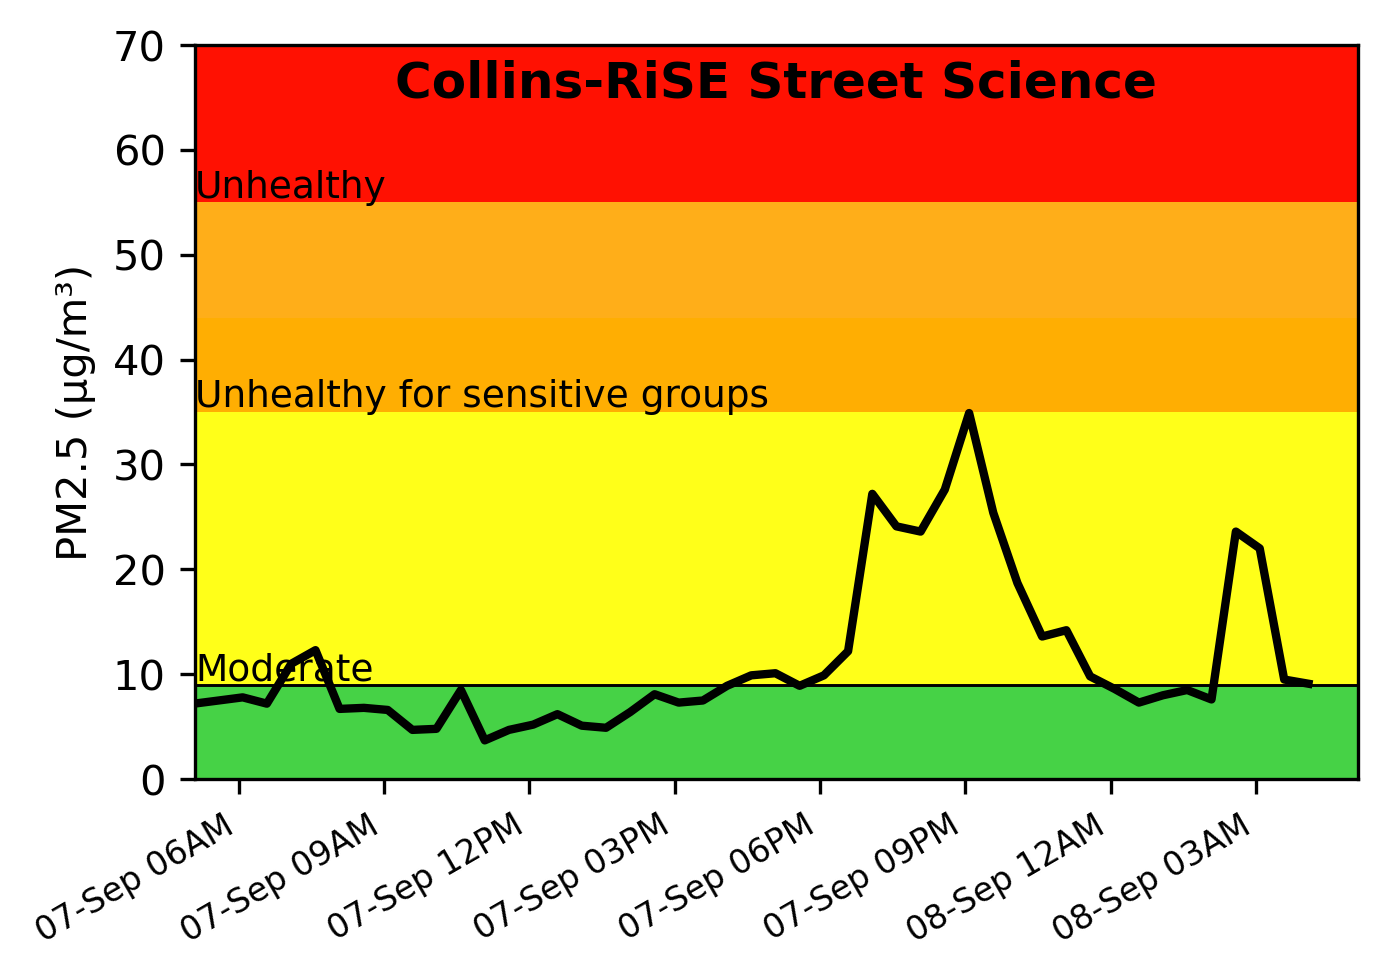 Collins-RiSE Street Science
70
60
Unhealthy
50
40
Unhealthy for sensitive groups
30
20
Moderate
10
0
PM2.5 (µg/m³)
07-Sep 06AM
07-Sep 09AM
07-Sep 12PM
07-Sep 03PM
07-Sep 06PM
07-Sep 09PM
08-Sep 12AM
08-Sep 03AM